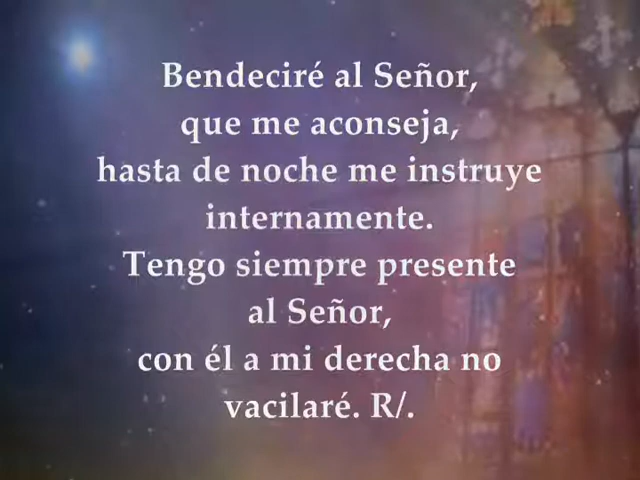 Bendeciré al Señor,
que me aconseja,
hasta de noche me instruye
internamente.
Tengo siempre presente
al Señor,
con él a mi derecha no
vacilaré. R/.